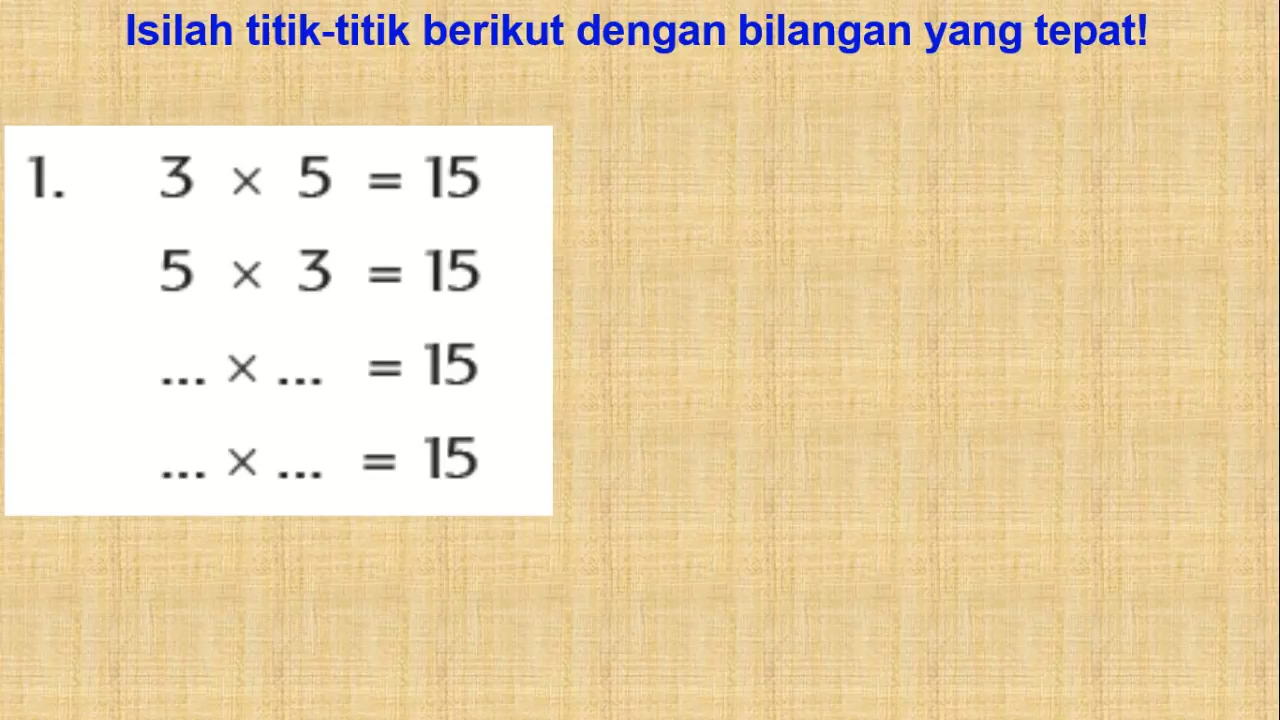 Isilah titik-titik berikut dengan bilangan yang tepat!
1. 3 × 5 = 15
5 × 3 = 15
... × ... = 15
... × ... = 15